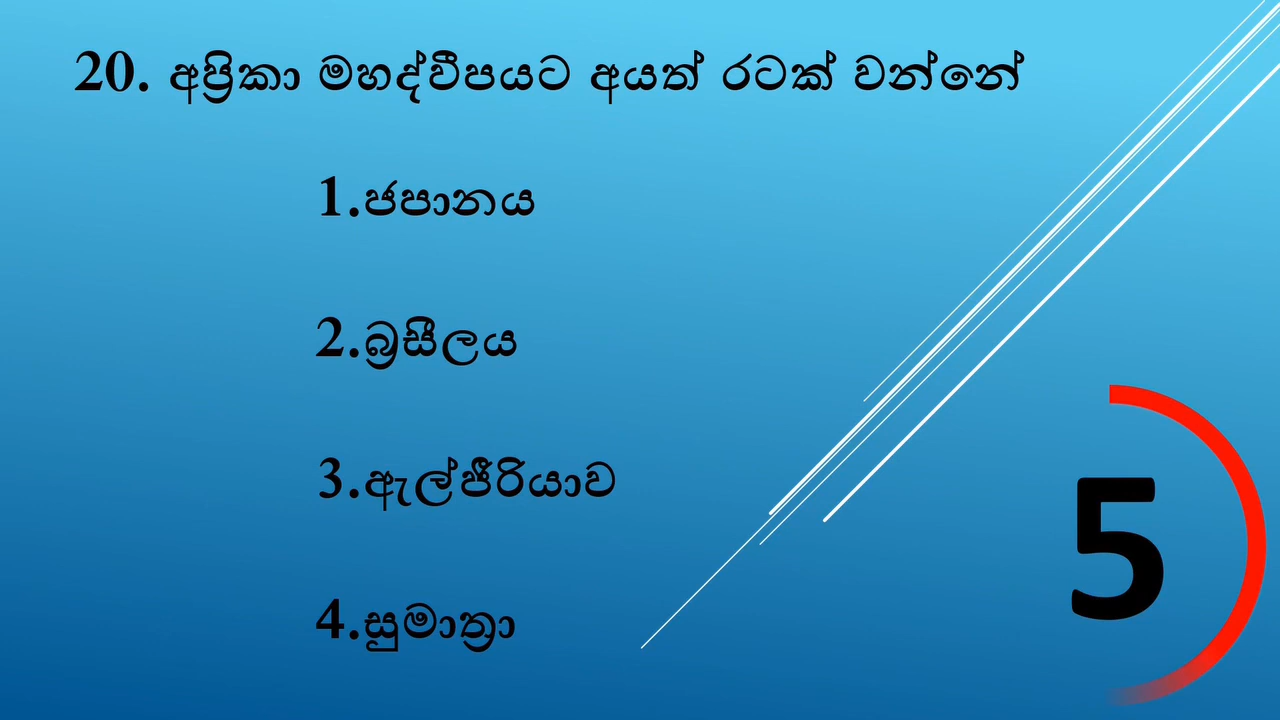 20. අප්‍රිකා මහද්වීපයට අයත් රටක් වන්නේ
1.ජපානය
2.බ්‍රසීලය
3.ඇල්ජීරියාව
4.සුමාත්‍රා
5